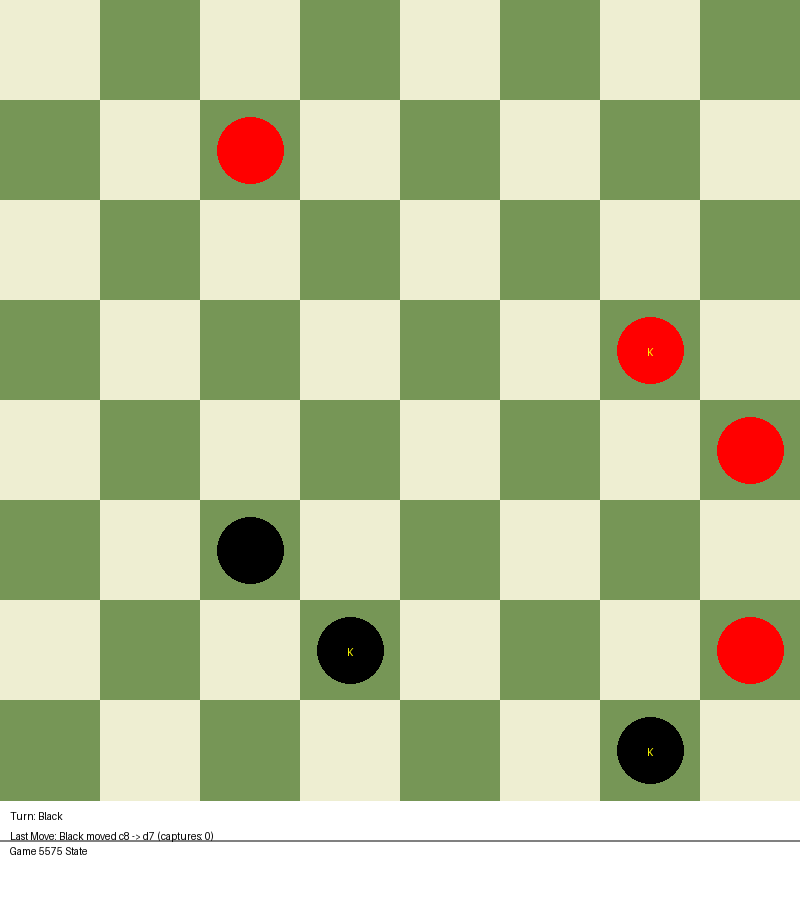 K
K
K
Turn: Black
Last Move: Black moved c8 -> d7 (captures: 0)
Game 5575 State